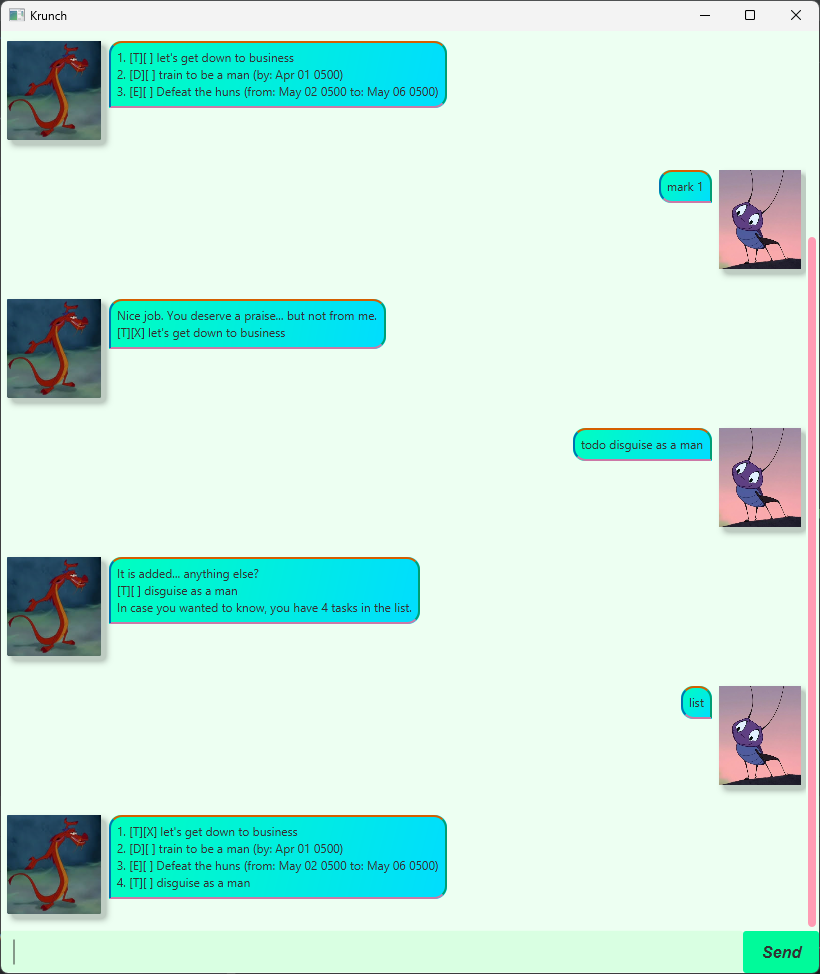 Krunch
1. [T][ ] let's get down to business
2. [D][ ] train to be a man (by: Apr 01 0500)
3. [E][ ] Defeat the huns (from: May 02 0500 to: May 06 0500)
mark 1
Nice job. You deserve a praise... but not from me.
[T][X] let's get down to business
todo disguise as a man
It is added... anything else?
[T][ ] disguise as a man
In case you wanted to know, you have 4 tasks in the list.
list
1. [T][X] let's get down to business
2. [D][ ] train to be a man (by: Apr 01 0500)
3. [E][ ] Defeat the huns (from: May 02 0500 to: May 06 0500)
4. [T][ ] disguise as a man
Send